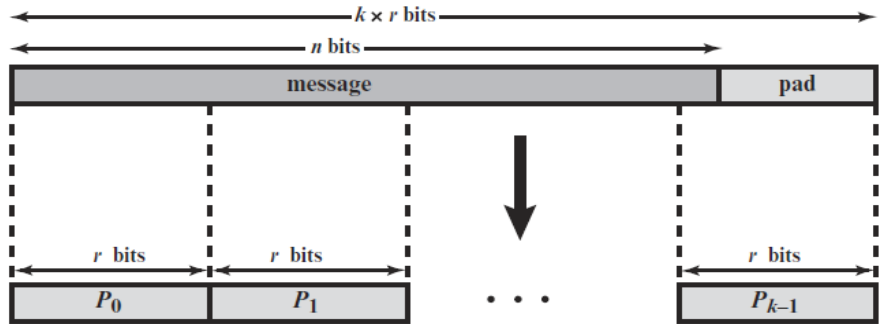 k × r bits
n bits
message pad
r bits r bits r bits
P₀ P₁ • • • Pₖ₋₁